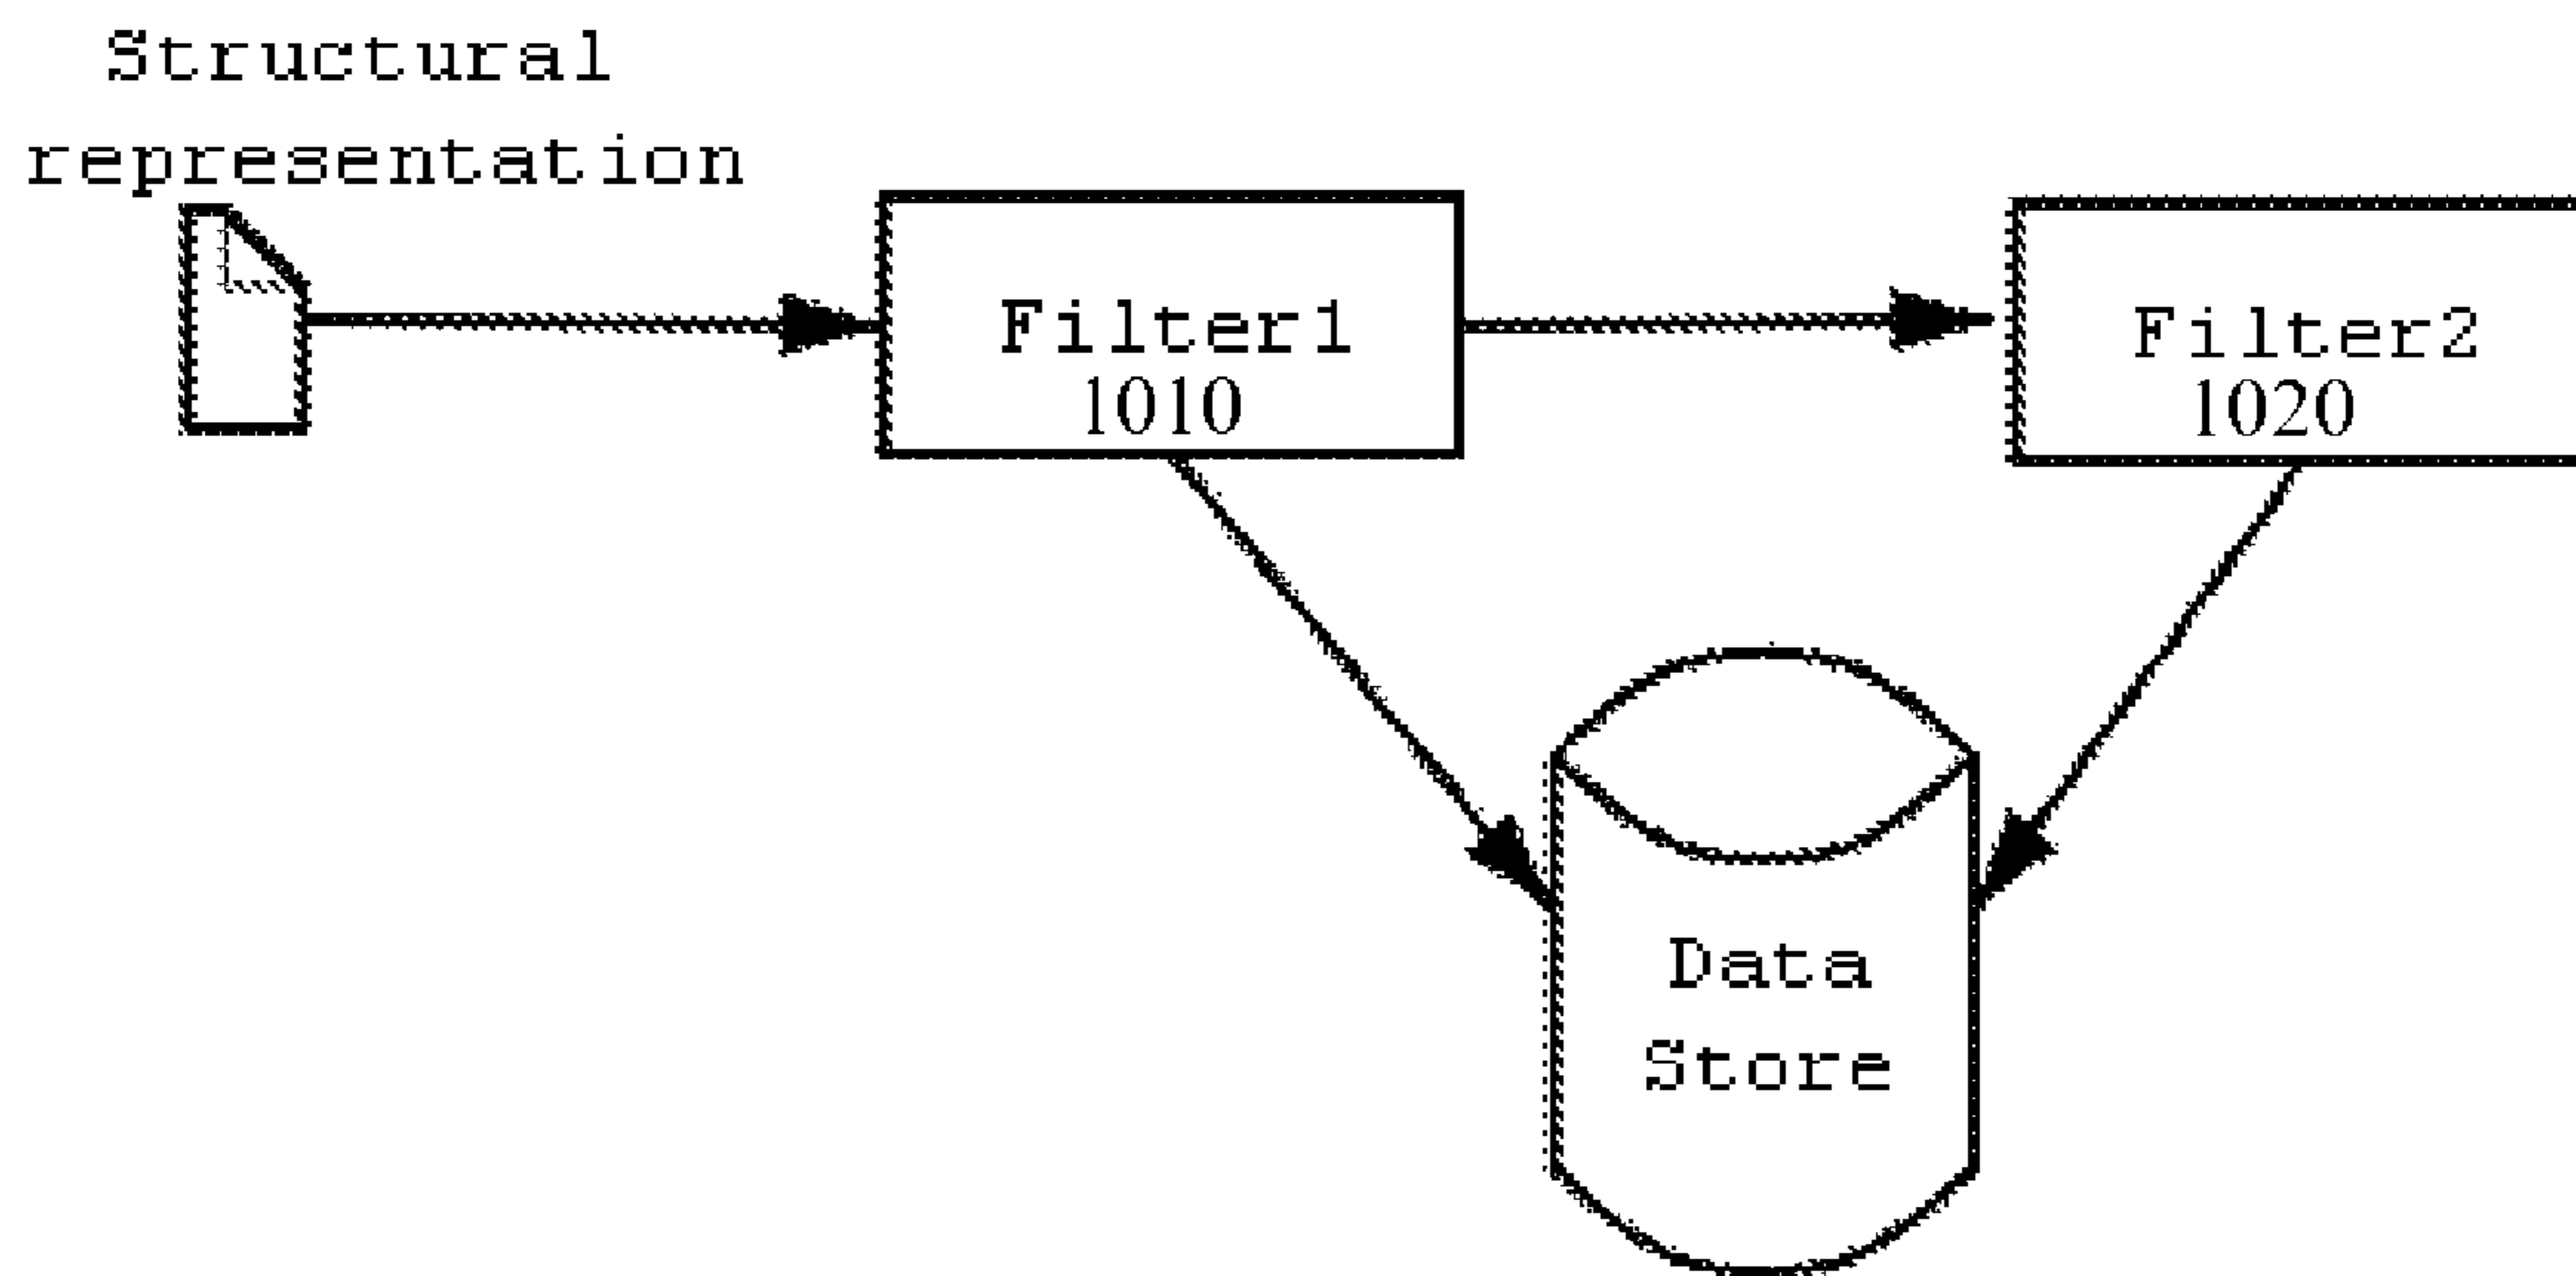 Structural
representation
Filter1
1010
Filter2
1020
Data
Store